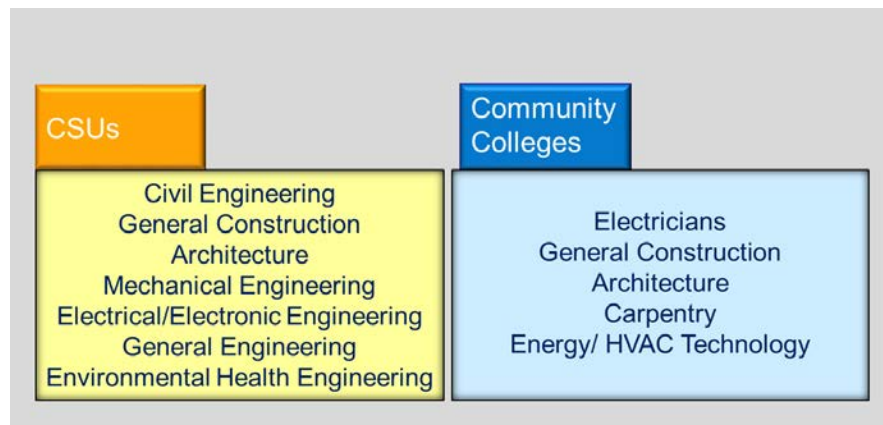 CSUs
Civil Engineering
General Construction
Architecture
Mechanical Engineering
Electrical/Electronic Engineering
General Engineering
Environmental Health Engineering
Community
Colleges
Electricians
General Construction
Architecture
Carpentry
Energy/ HVAC Technology